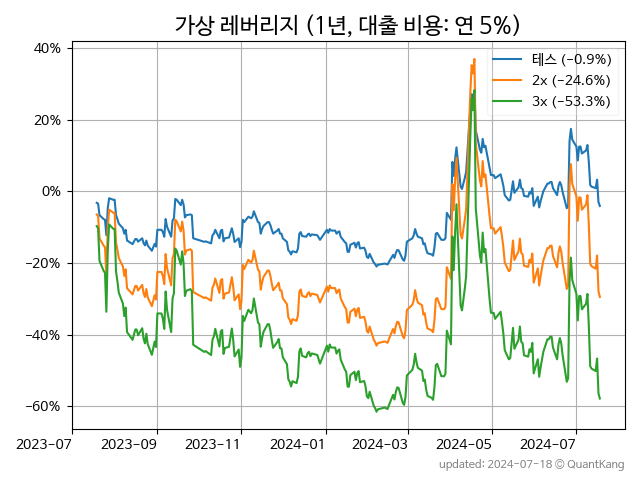 가상 레버리지 (1년, 대출 비용: 연 5%)
40%
20%
0%
−20%
−40%
−60%
테스 (−0.9%)
2x (−24.6%)
3x (−53.3%)
2023-07 2023-09 2023-11 2024-01 2024-03 2024-05 2024-07
updated: 2024-07-18 © QuantKang